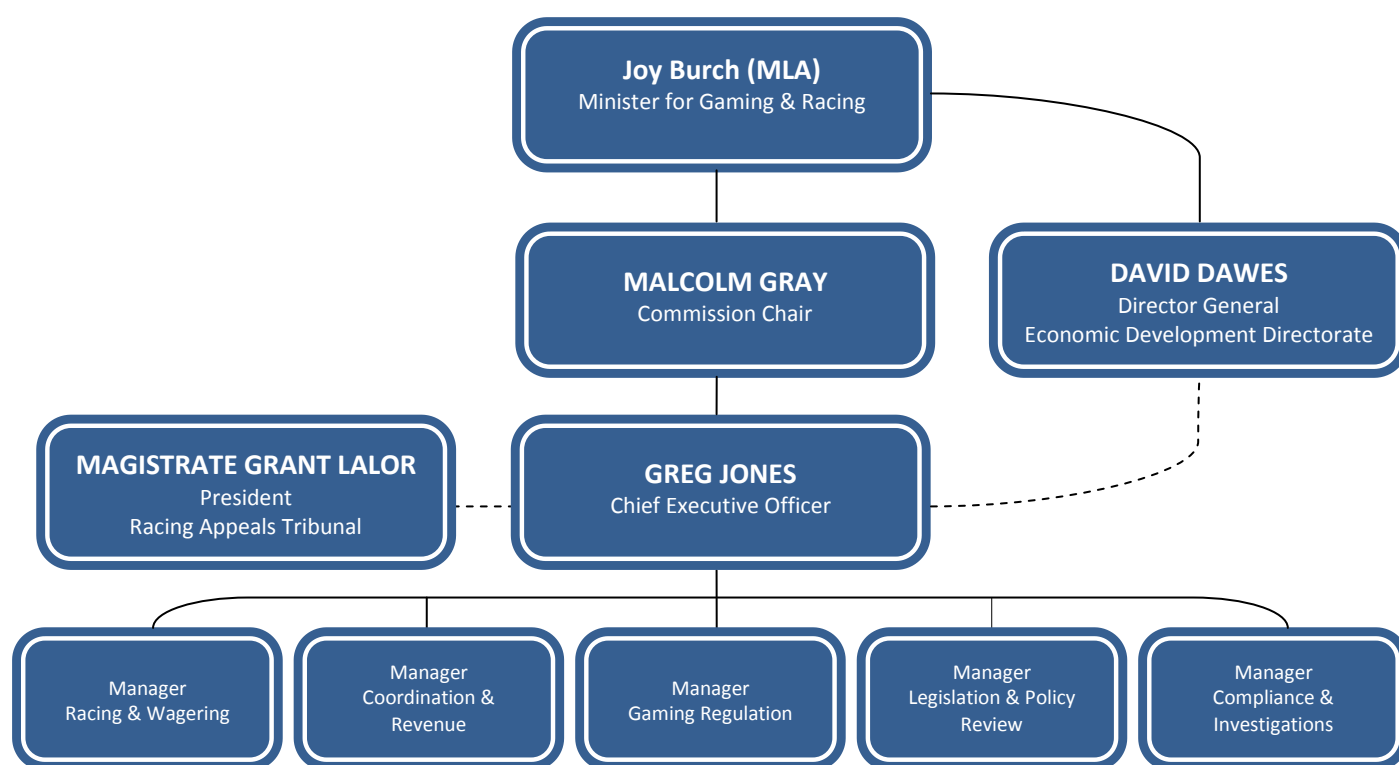 Joy Burch (MLA)
Minister for Gaming & Racing
MALCOLM GRAY
Commission Chair
DAVID DAWES
Director General
Economic Development Directorate
MAGISTRATE GRANT LALOR
President
Racing Appeals Tribunal
GREG JONES
Chief Executive Officer
Manager
Racing & Wagering
Manager
Coordination &
Revenue
Manager
Gaming Regulation
Manager
Legislation & Policy
Review
Manager
Compliance &
Investigations